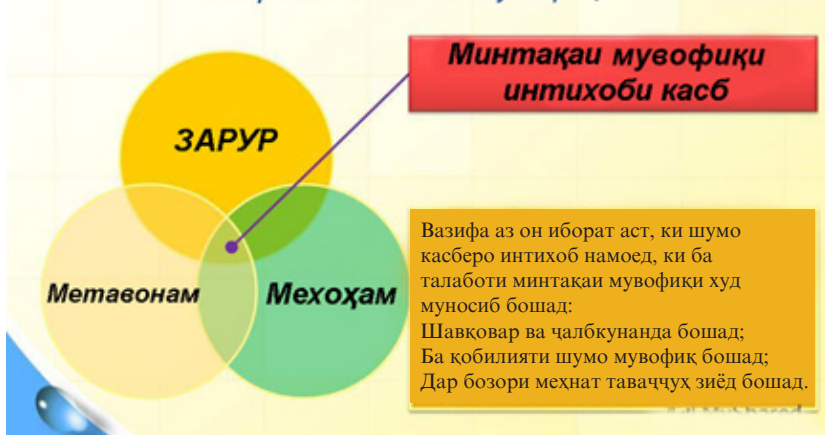 Минтақаи мувофиқи
интихоби касб
ЗАРУР
Метавонам
Мехоҳам
Вазифа аз он иборат аст, ки шумо
касберо интихоб намоед, ки ба
талаботи минтақаи мувофиқи худ
муносиб бошад:
Шавқовар ва ҷалбкунанда бошад;
Ба қобилияти шумо мувофиқ бошад;
Дар бозори меҳнат таваҷҷуҳ зиёд бошад.